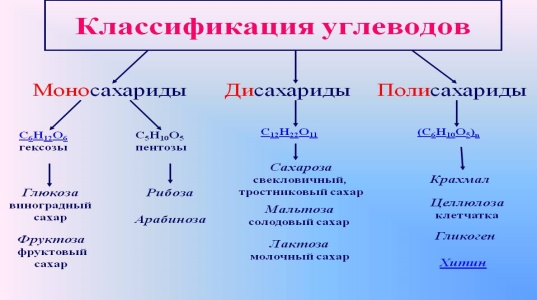 Классификация углеводов
Моносахариды
Дисахариды
Полисахариды
C₆H₁₂O₆
гексозы
C₅H₁₀O₅
пентозы
C₁₂H₂₂O₁₁
(C₆H₁₀O₅)ₙ
Глюкоза
виноградный
сахар
Фруктоза
фруктовый
сахар
Рибоза
Арабиноза
Сахароза
свекловичный,
тростниковый сахар
Мальтоза
солодовый сахар
Лактоза
молочный сахар
Крахмал
Целлюлоза
клетчатка
Гликоген
Хитин